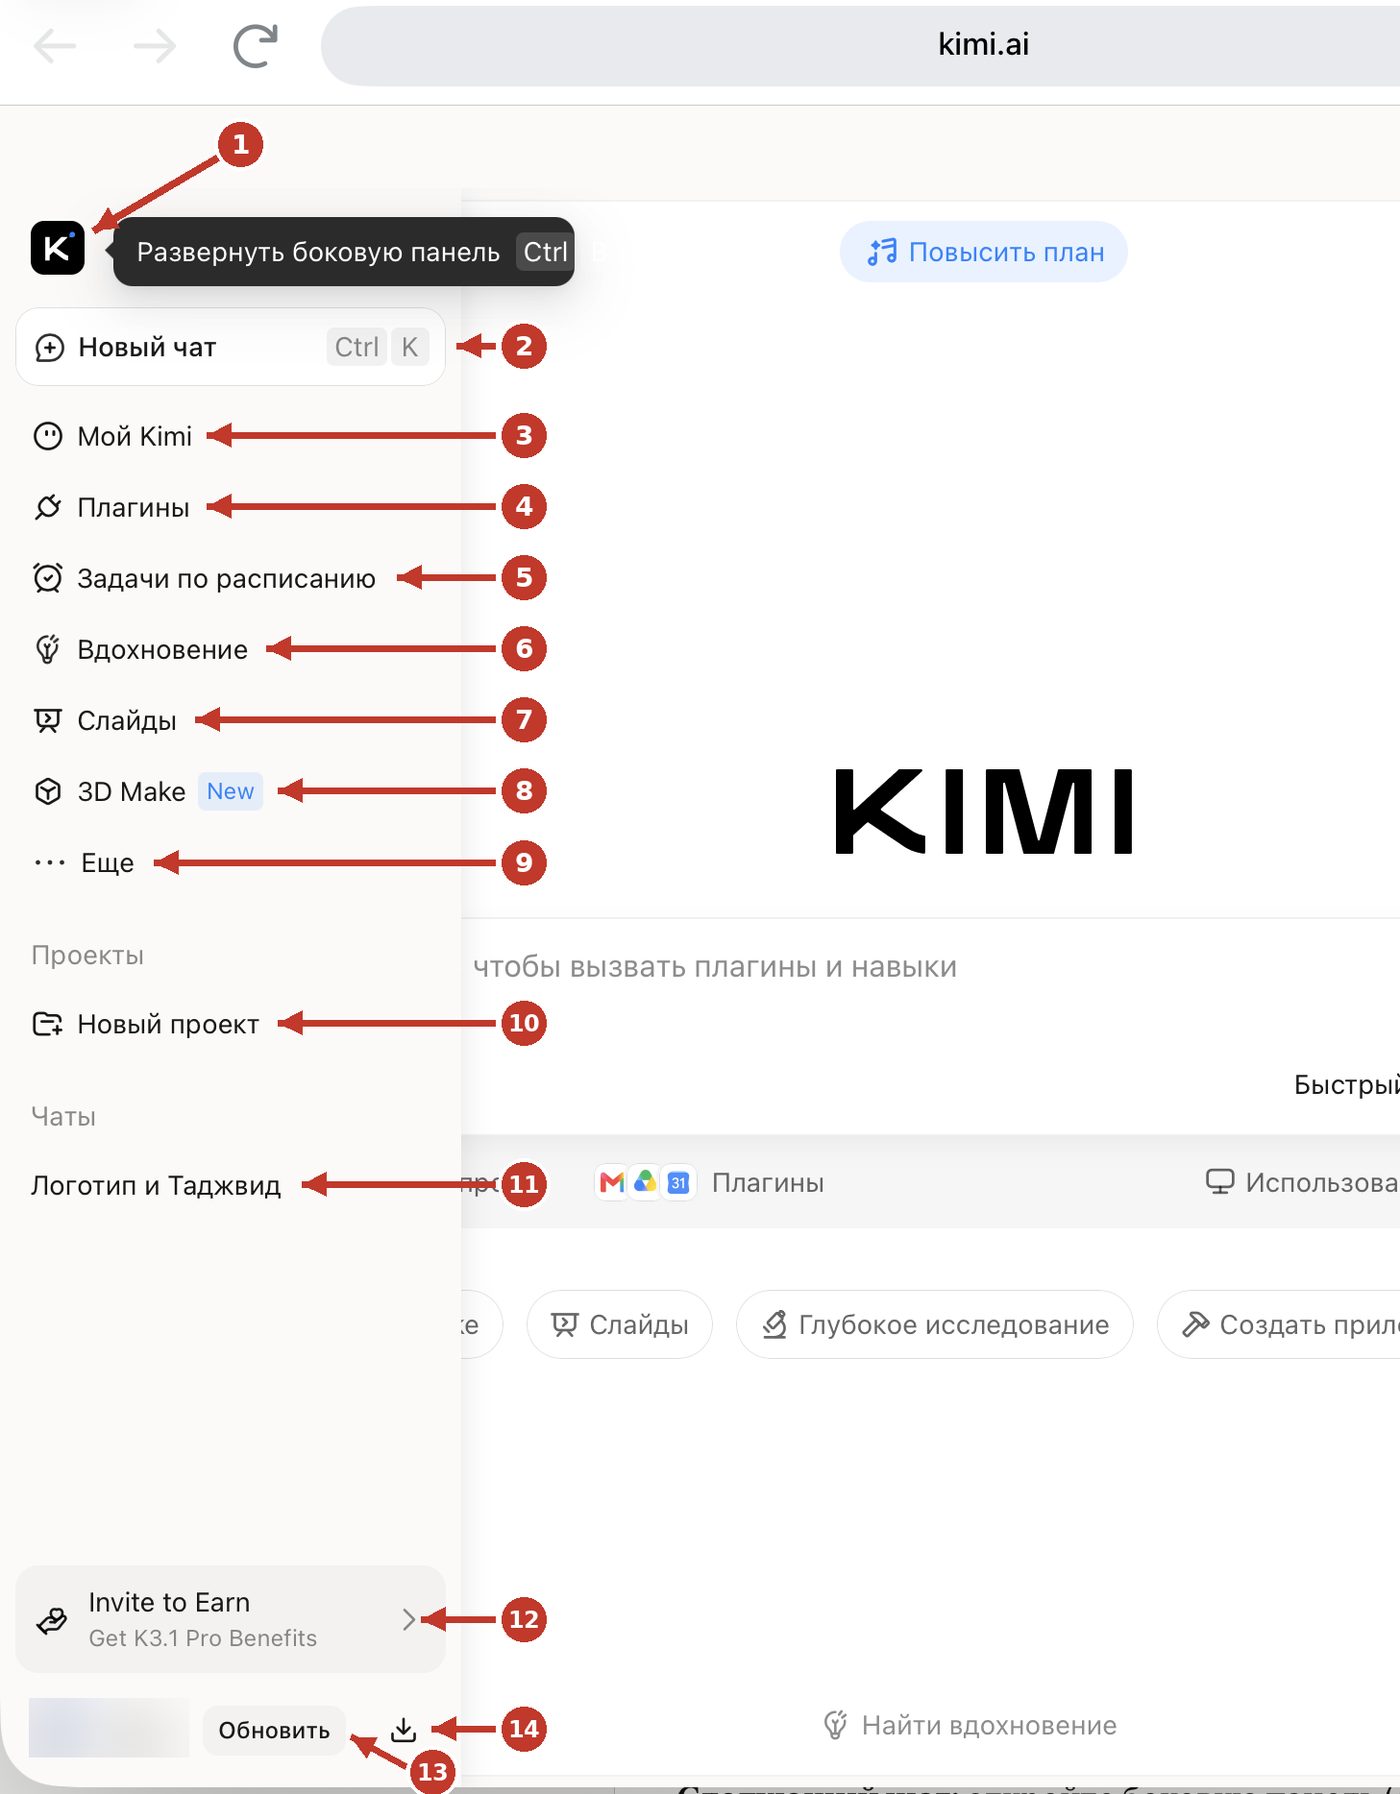 kimi.ai
1
Развернуть боковую панель Ctrl B
Повысить план
Новый чат Ctrl K
2
Мой Kimi
3
Плагины
4
Задачи по расписанию
5
Вдохновение
6
Слайды
7
3D Make New
8
KIMI
... Еще
9
Проекты
чтобы вызвать плагины и навыки
Новый проект
10
Быстрый
Чаты
Логотип и Таджвид
11
31
Плагины
Использова
ke
Слайды
Глубокое исследование
Создать прил
Invite to Earn
Get K3.1 Pro Benefits
12
Обновить
14
Найти вдохновение
13